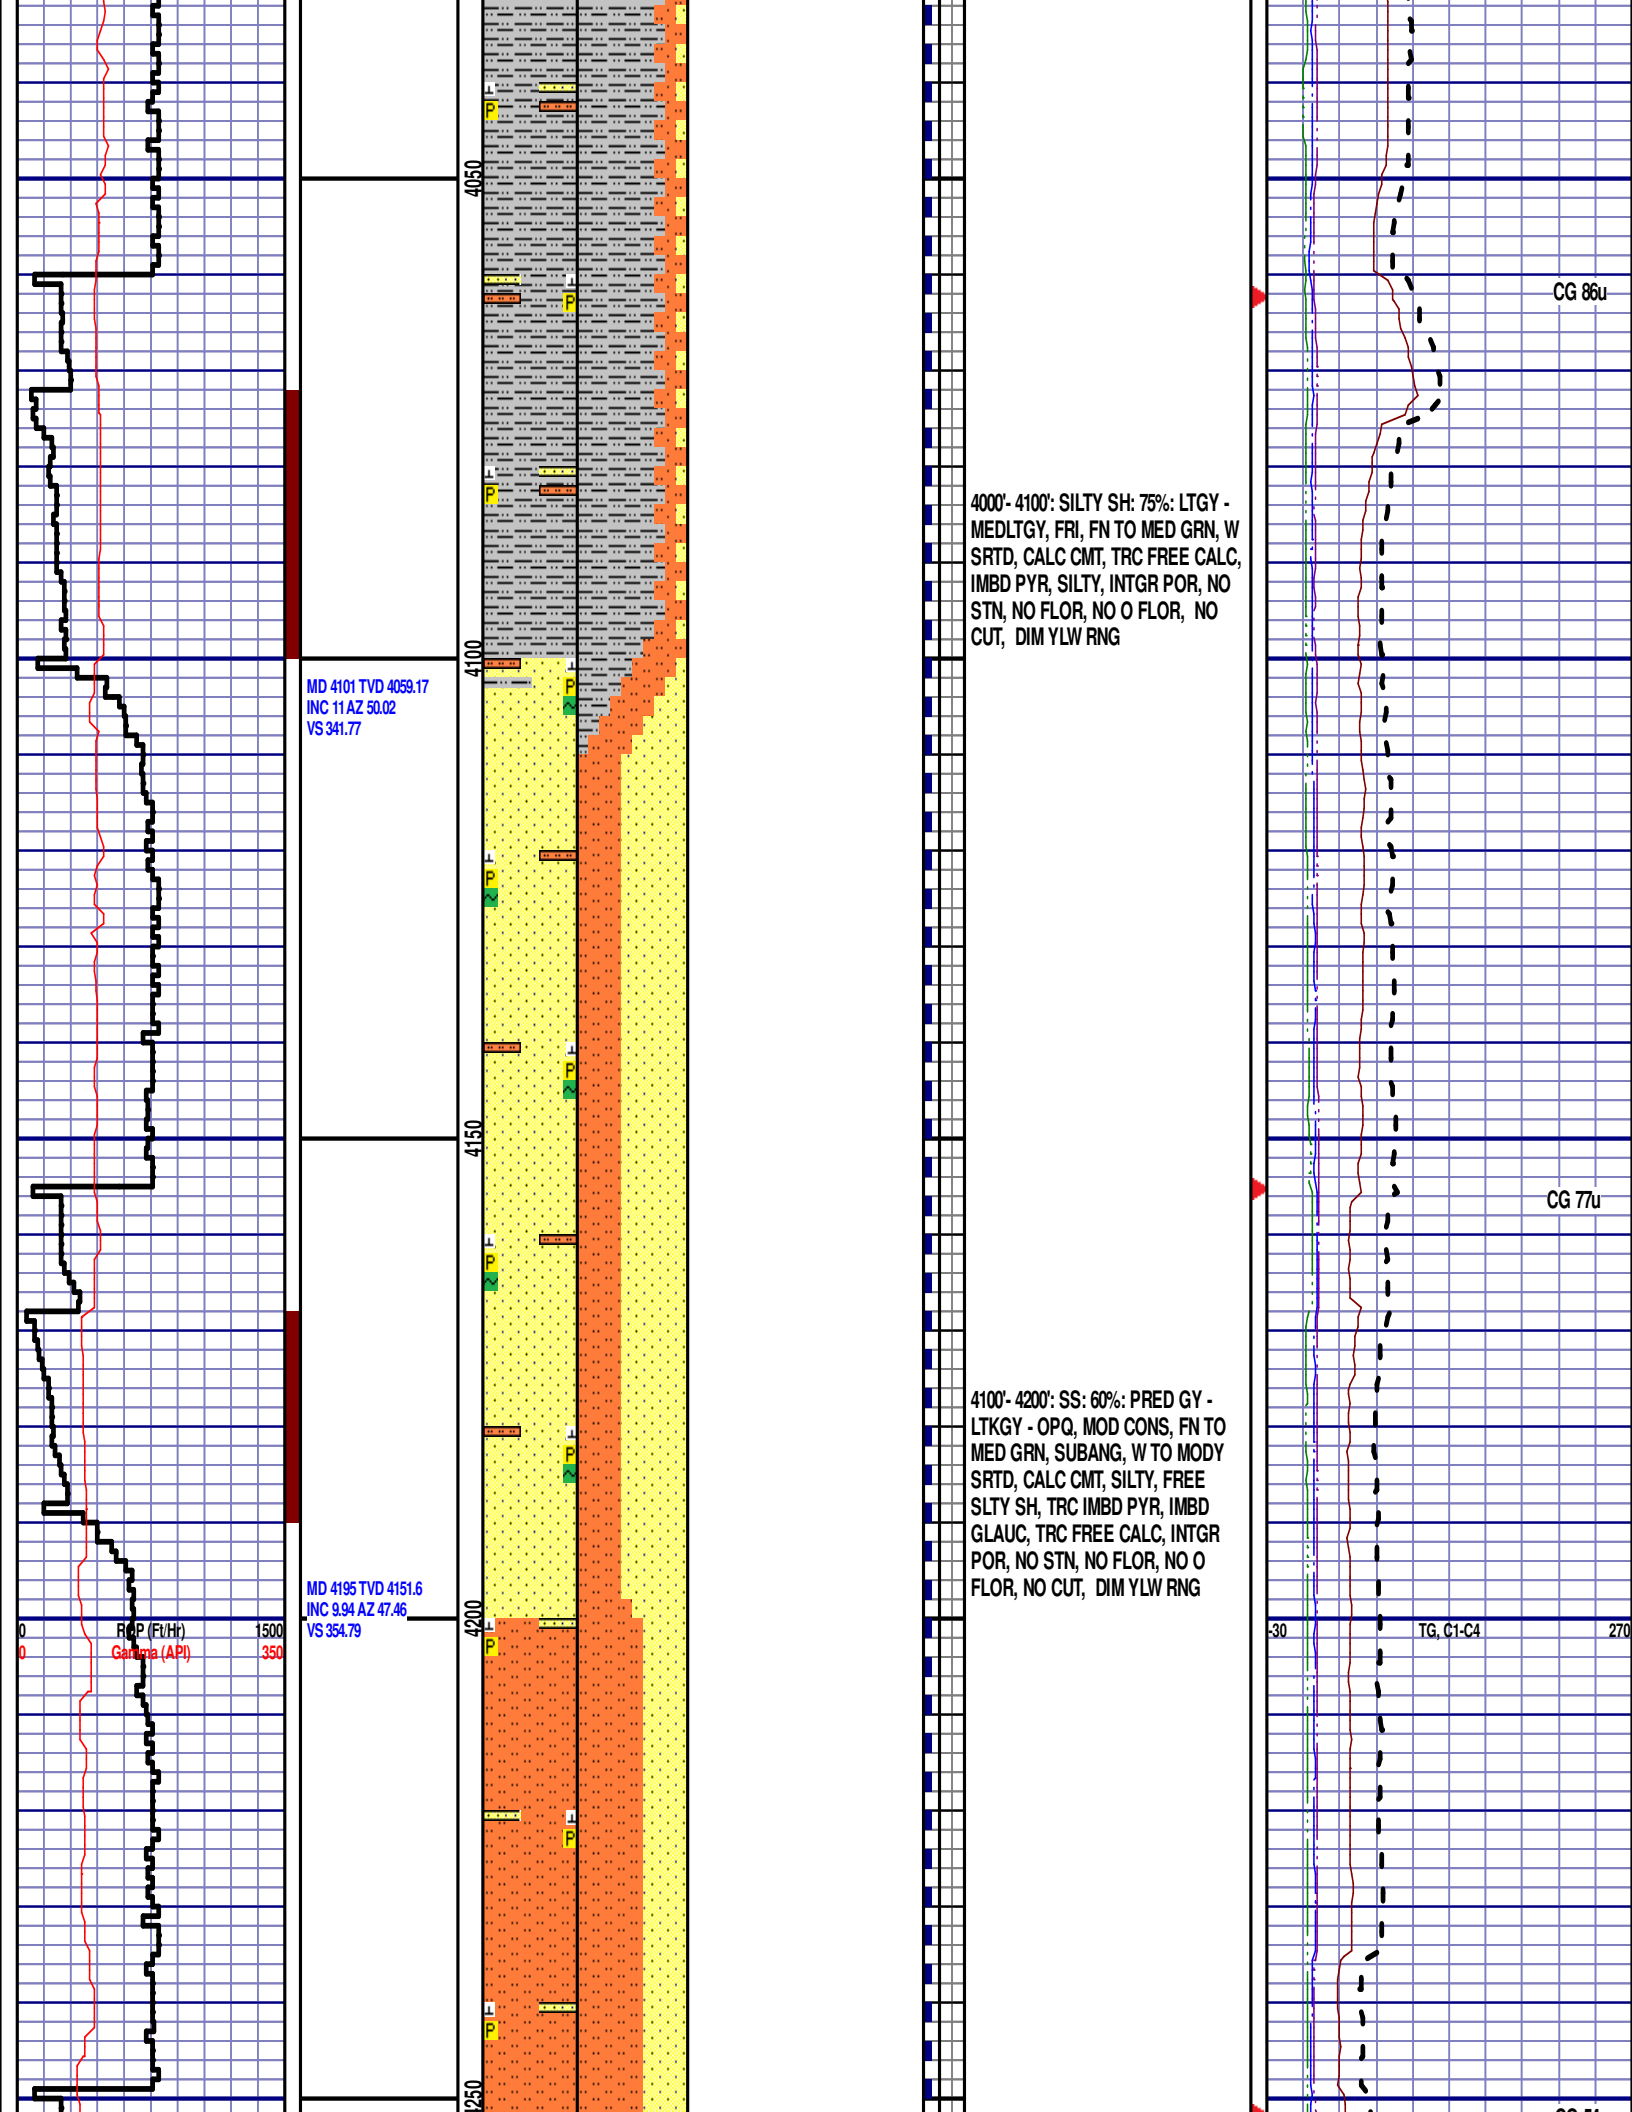 4050
CG 86u
4000'- 4100': SILTY SH: 75%: LTGY -
MEDLTGY, FRI, FN TO MED GRN, W
SRTD, CALC CMT, TRC FREE CALC,
IMBD PYR, SILTY, INTGR POR, NO
STN, NO FLOR, NO O FLOR, NO
CUT, DIM YLW RNG
4100
MD 4101 TVD 4059.17
INC 11 AZ 50.02
VS 341.77
4150
CG 77u
4100'- 4200': SS: 60%: PRED GY -
LTKGY - OPQ, MOD CONS, FN TO
MED GRN, SUBANG, W TO MODY
SRTD, CALC CMT, SILTY, FREE
SLTY SH, TRC IMBD PYR, IMBD
GLAUC, TRC FREE CALC, INTGR
POR, NO STN, NO FLOR, NO O
FLOR, NO CUT, DIM YLW RNG
MD 4195 TVD 4151.6
INC 9.94 AZ 47.46
VS 354.79
4200
0 ROP (Ft/Hr) 1500
0 Gamma (API) 350
-30 TG, C1-C4 270
P
P
P
P
P
P
P
P
P
P
P
4250